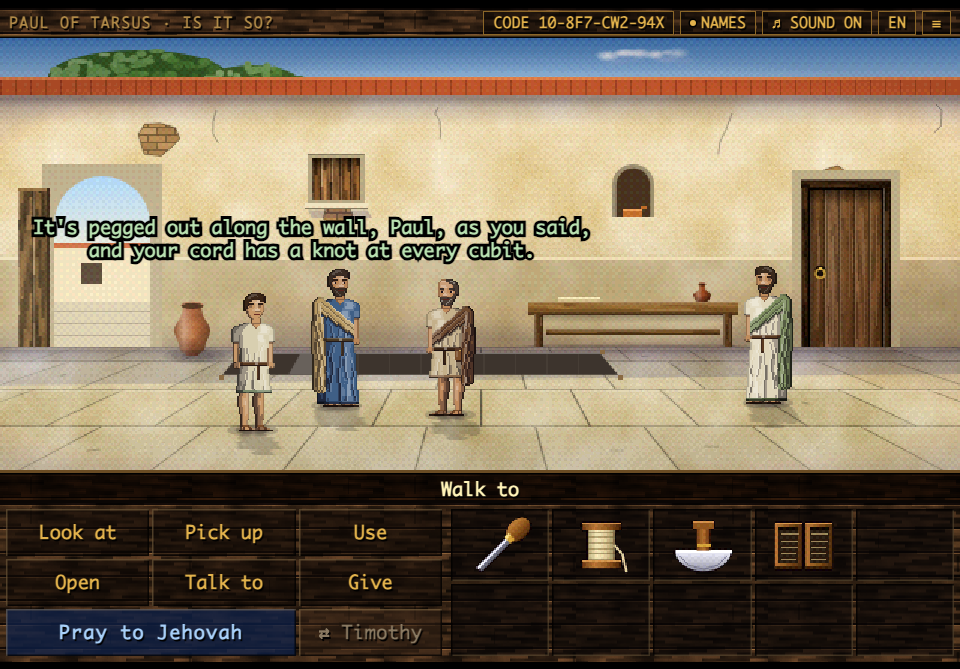 PAUL OF TARSUS · IS IT SO?
CODE 10-8F7-CW2-94X
● NAMES
♬ SOUND ON
EN
≡
It's pegged out along the wall, Paul, as you said,
and your cord has a knot at every cubit.
Walk to
Look at
Pick up
Use
Open
Talk to
Give
Pray to Jehovah
⇄ Timothy